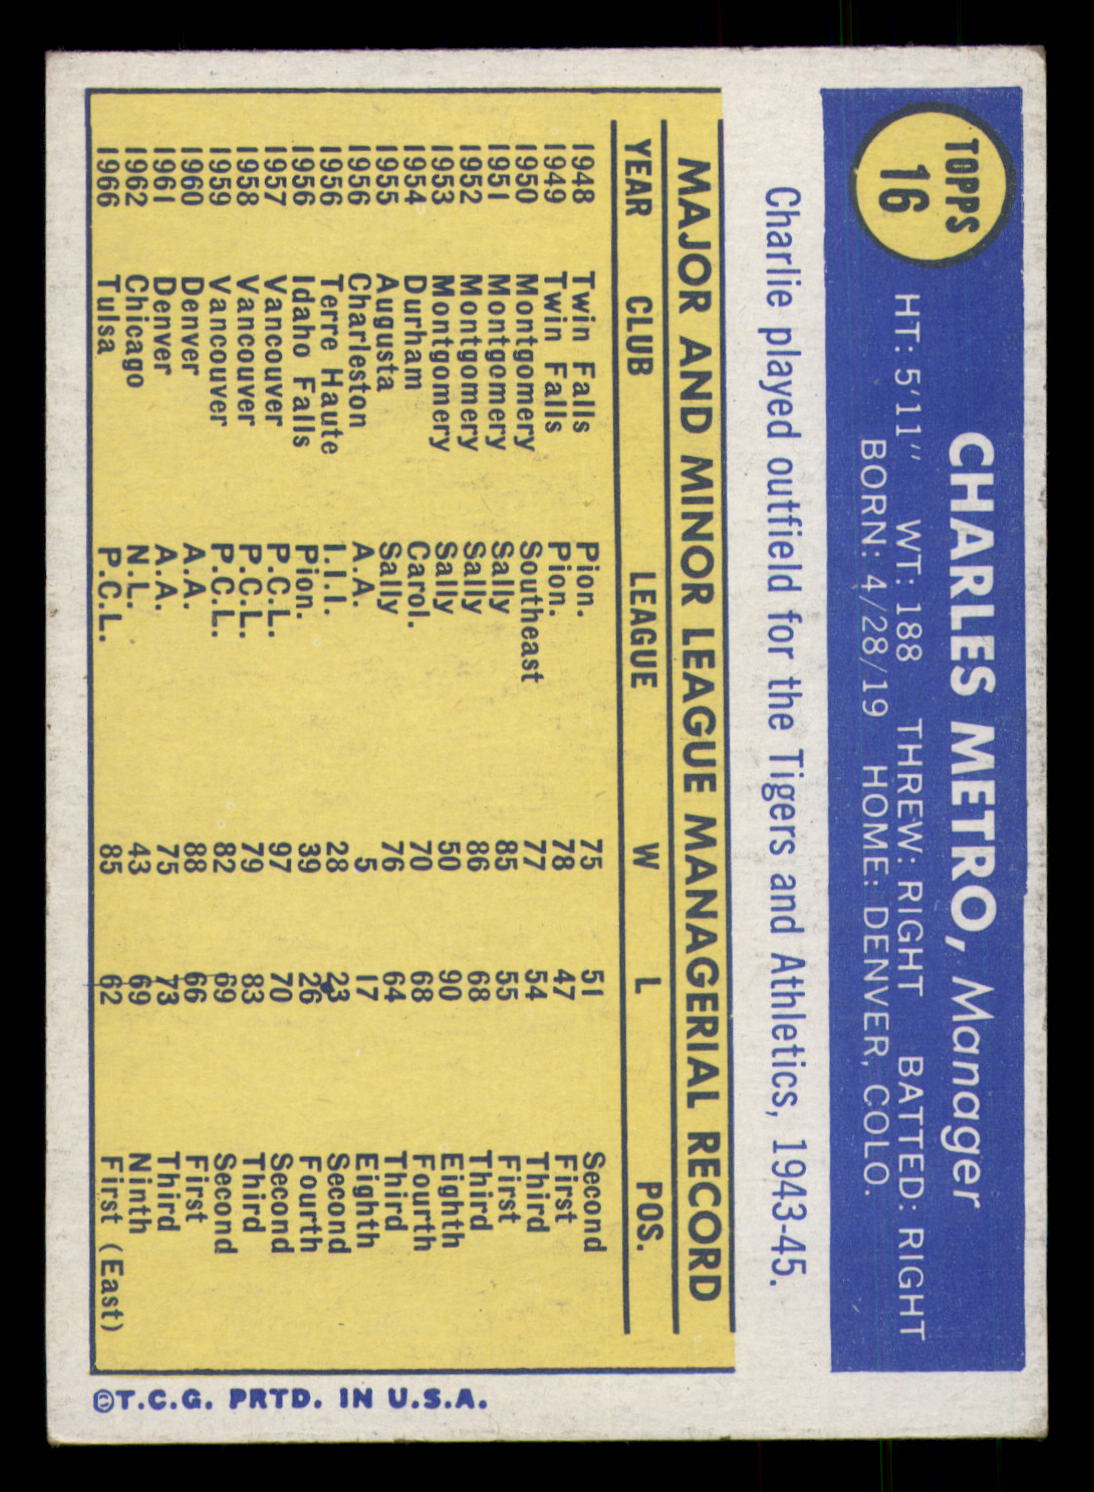 TOPPS
16
CHARLES METRO, Manager
HT: 5'11" WT: 188 THREW: RIGHT BATTED: RIGHT
BORN: 4/28/19 HOME: DENVER, COLO.
Charlie played outfield for the Tigers and Athletics, 1943-45.
MAJOR AND MINOR LEAGUE MANAGERIAL RECORD
YEAR CLUB LEAGUE W L POS.
1948 Twin Falls Pion. 75 51 Second
1949 Twin Falls Pion. 78 47 First
1950 Montgomery Southeast 77 54 Third
1951 Montgomery Sally 85 55 First
1952 Montgomery Sally 86 68 Third
1953 Montgomery Sally 50 90 Eighth
1954 Durham Carol. 70 68 Fourth
1955 Augusta Sally 76 64 Third
1956 Charleston A.A. 5 17 Eighth
1956 Terre Haute I.I.I. 28 23 Second
1956 Idaho Falls Pion. 39 26 Fourth
1957 Vancouver P.C.L. 97 70 Second
1958 Vancouver P.C.L. 79 83 Third
1959 Vancouver P.C.L. 82 69 Second
1960 Denver A.A. 88 66 First
1961 Denver A.A. 75 73 Third
1962 Chicago N.L. 43 69 Ninth
1966 Tulsa P.C.L. 85 62 First (East)
©T.C.G. PRTD. IN U.S.A.